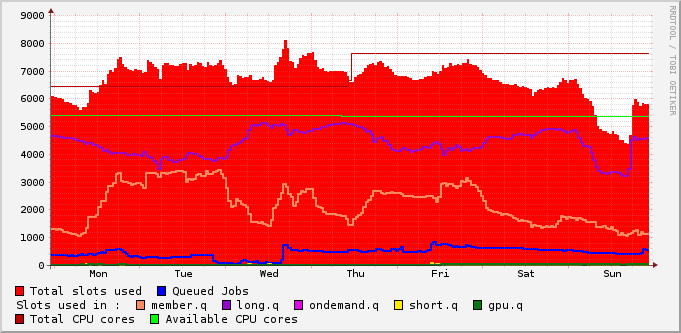 RRDTOOL / TOBI OETIKER
9000
8000
7000
6000
5000
4000
3000
2000
1000
0
Mon Tue Wed Thu Fri Sat Sun
Total slots used Queued Jobs
Slots used in : member.q long.q ondemand.q short.q gpu.q
Total CPU cores Available CPU cores